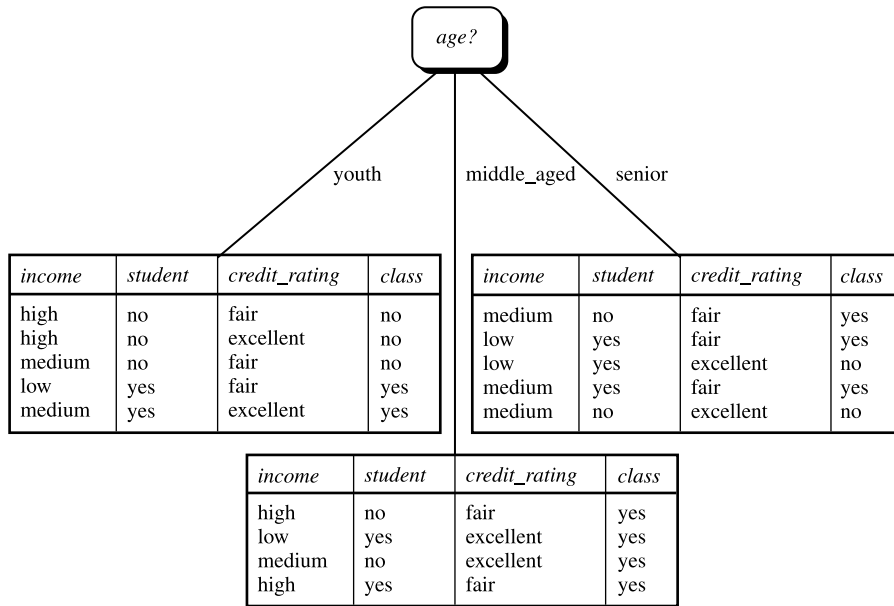 age?
youth
middle_aged
senior
income student credit_rating class
high no fair no
high no excellent no
medium no fair no
low yes fair yes
medium yes excellent yes
income student credit_rating class
medium no fair yes
low yes fair yes
low yes excellent no
medium yes fair yes
medium no excellent no
income student credit_rating class
high no fair yes
low yes excellent yes
medium no excellent yes
high yes fair yes